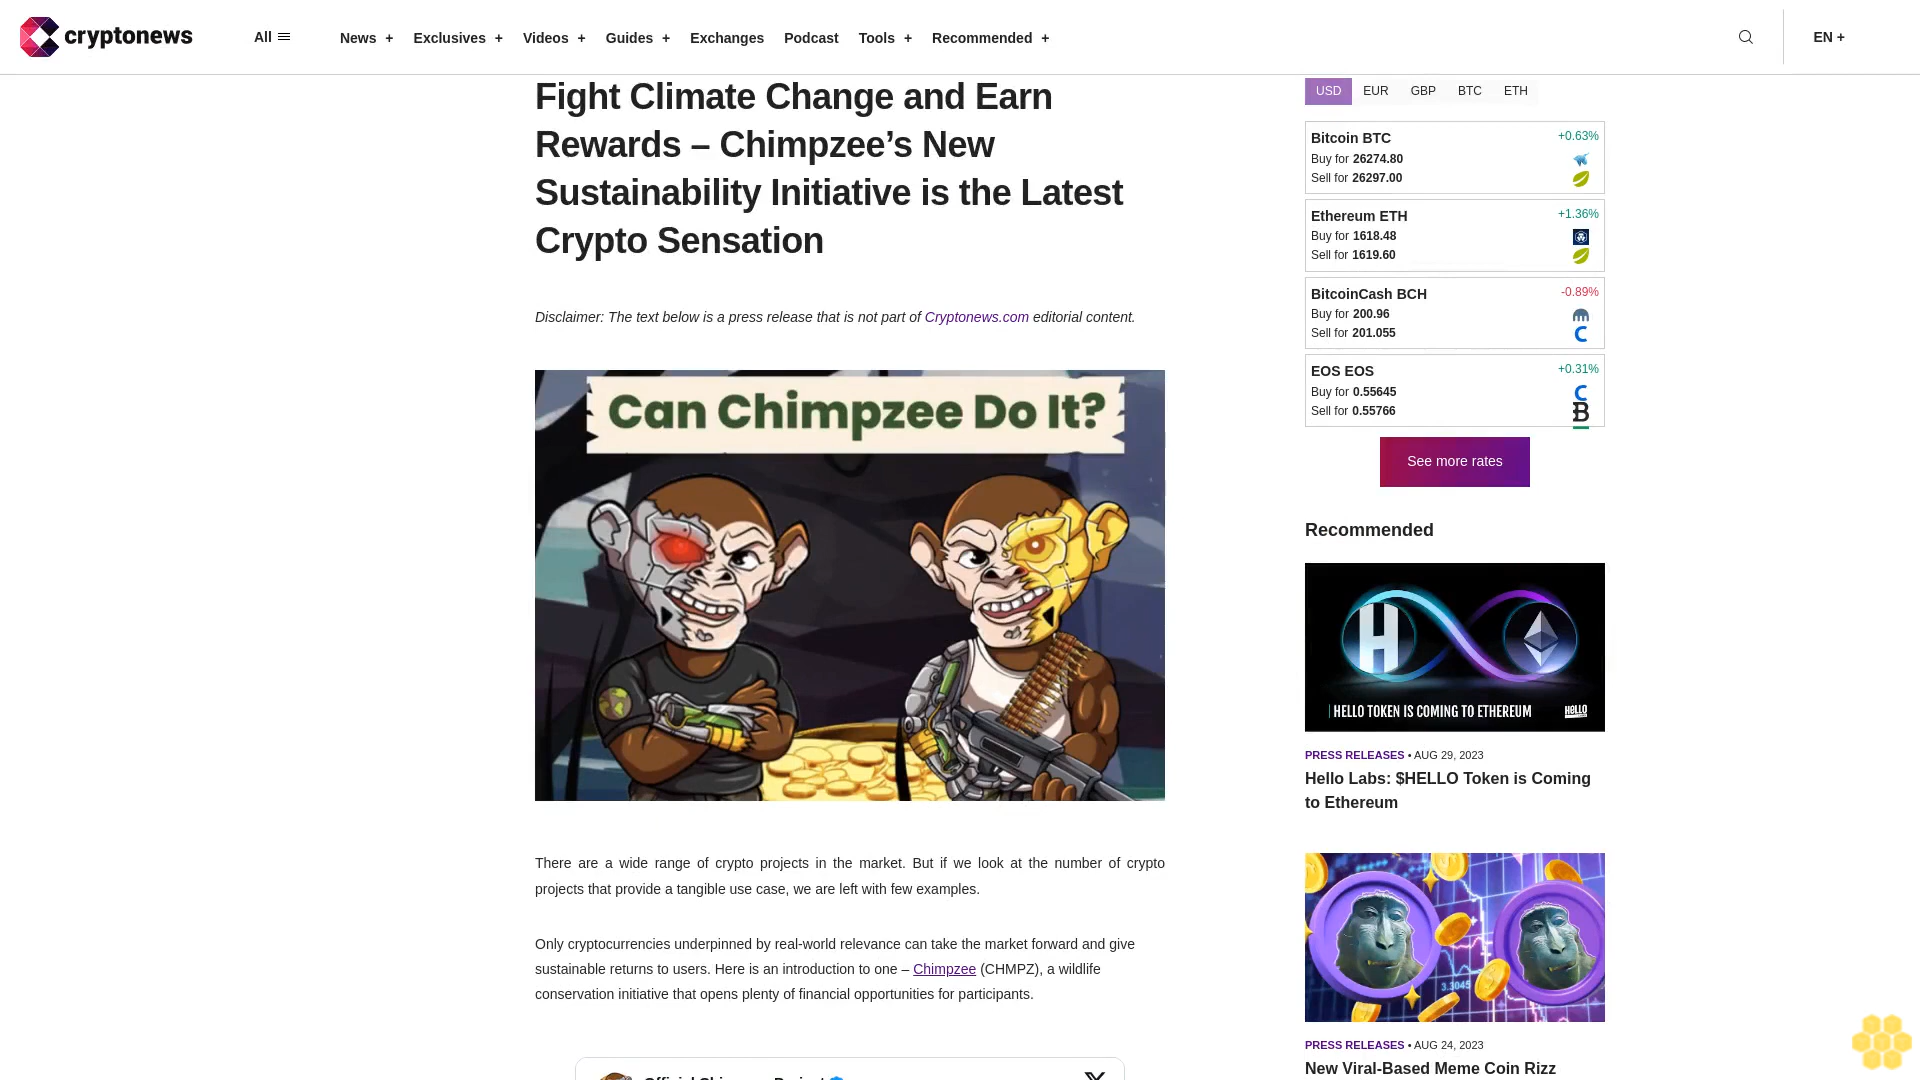 cryptonews
All
News +
Exclusives +
Videos +
Guides +
Exchanges
Podcast
Tools +
Recommended +
EN +
Fight Climate Change and Earn
Rewards – Chimpzee’s New
Sustainability Initiative is the Latest
Crypto Sensation
Disclaimer: The text below is a press release that is not part of Cryptonews.com editorial content.
Can Chimpzee Do It?
There are a wide range of crypto projects in the market. But if we look at the number of crypto
projects that provide a tangible use case, we are left with few examples.
Only cryptocurrencies underpinned by real-world relevance can take the market forward and give
sustainable returns to users. Here is an introduction to one – Chimpzee (CHMPZ), a wildlife
conservation initiative that opens plenty of financial opportunities for participants.
USD EUR GBP BTC ETH
Bitcoin BTC +0.63%
Buy for 26274.80
Sell for 26297.00
Ethereum ETH +1.36%
Buy for 1618.48
Sell for 1619.60
BitcoinCash BCH -0.89%
Buy for 200.96
Sell for 201.055
EOS EOS +0.31%
Buy for 0.55645
Sell for 0.55766
See more rates
Recommended
H
HELLO TOKEN IS COMING TO ETHEREUM
HELLO
PRESS RELEASES • AUG 29, 2023
Hello Labs: $HELLO Token is Coming
to Ethereum
3.3045
PRESS RELEASES • AUG 24, 2023
New Viral-Based Meme Coin Rizz